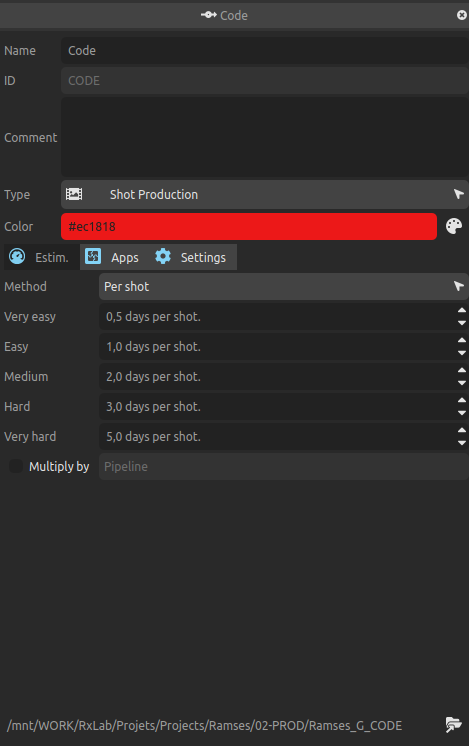 Code
Name Code
ID CODE
Comment
Type Shot Production
Color #ec1818
Estim. Apps Settings
Method Per shot
Very easy 0,5 days per shot.
Easy 1,0 days per shot.
Medium 2,0 days per shot.
Hard 3,0 days per shot.
Very hard 5,0 days per shot.
Multiply by Pipeline
/mnt/WORK/RxLab/Projets/Projects/Ramses/02-PROD/Ramses_G_CODE